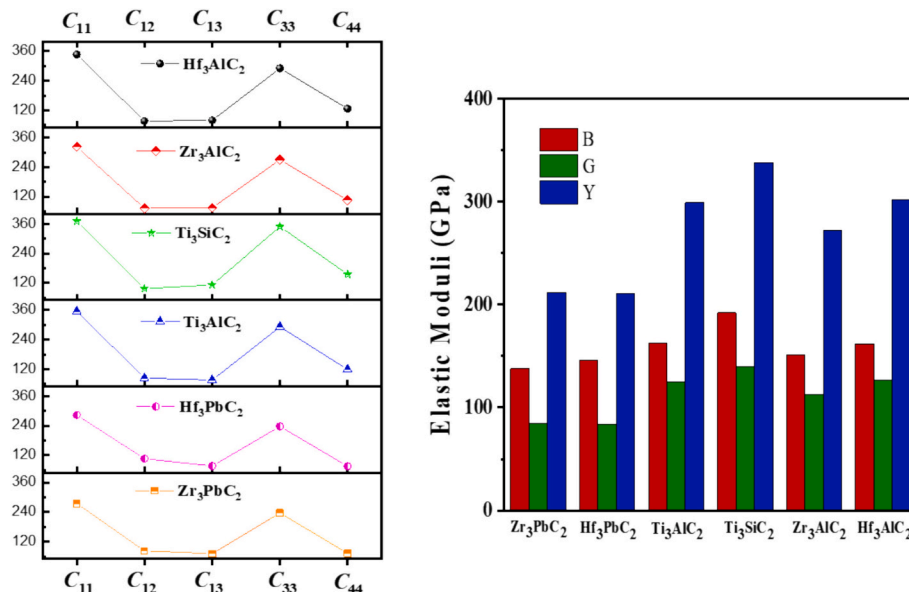 C₁₁ C₁₂ C₁₃ C₃₃ C₄₄
360
240
120
Hf₃AlC₂
360
240
120
Zr₃AlC₂
360
240
120
Ti₃SiC₂
360
240
120
Ti₃AlC₂
360
240
120
Hf₃PbC₂
360
240
120
Zr₃PbC₂
C₁₁ C₁₂ C₁₃ C₃₃ C₄₄
Elastic Moduli (GPa)
400
300
200
100
0
B
G
Y
Zr₃PbC₂ Hf₃PbC₂ Ti₃AlC₂ Ti₃SiC₂ Zr₃AlC₂ Hf₃AlC₂